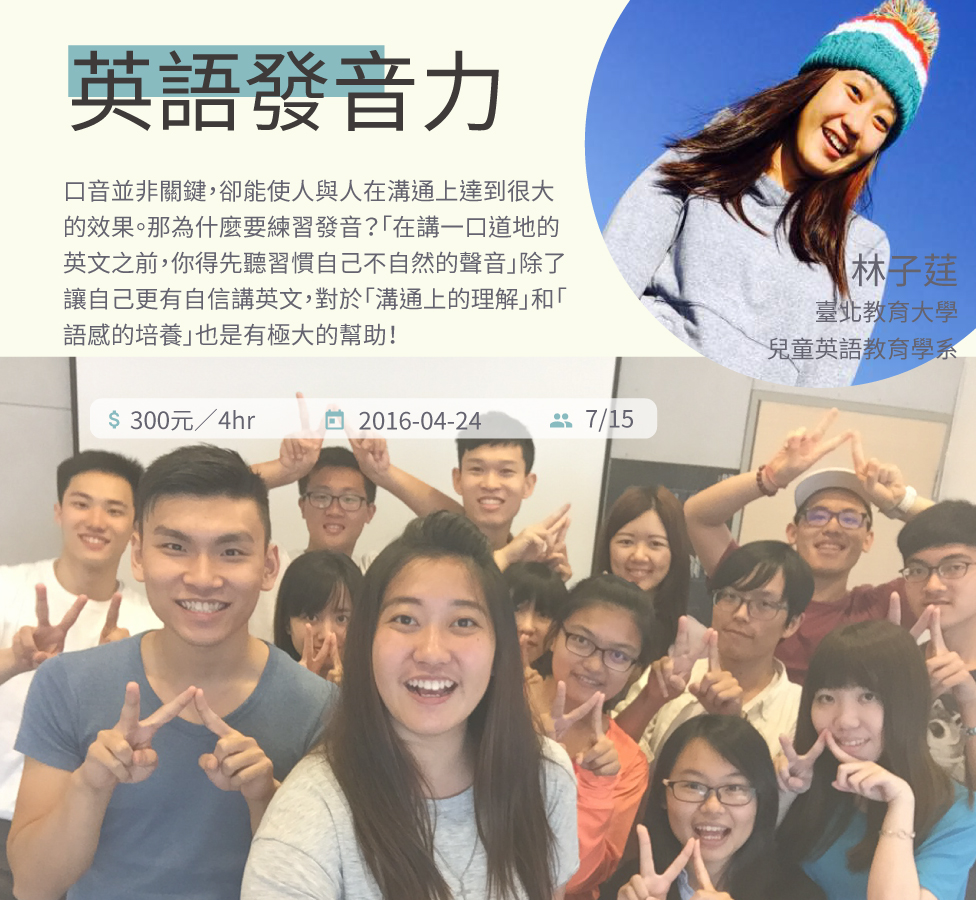 英語發音力
口音並非關鍵，卻能使人與人在溝通上達到很大
的效果。那為什麼要練習發音？「在講一口道地的
英文之前，你得先聽習慣自己不自然的聲音」除了
讓自己更有自信講英文，對於「溝通上的理解」和「
語感的培養」也是有極大的幫助！
林子莛
臺北教育大學
兒童英語教育學系
$ 300元／4hr 2016-04-24 7/15